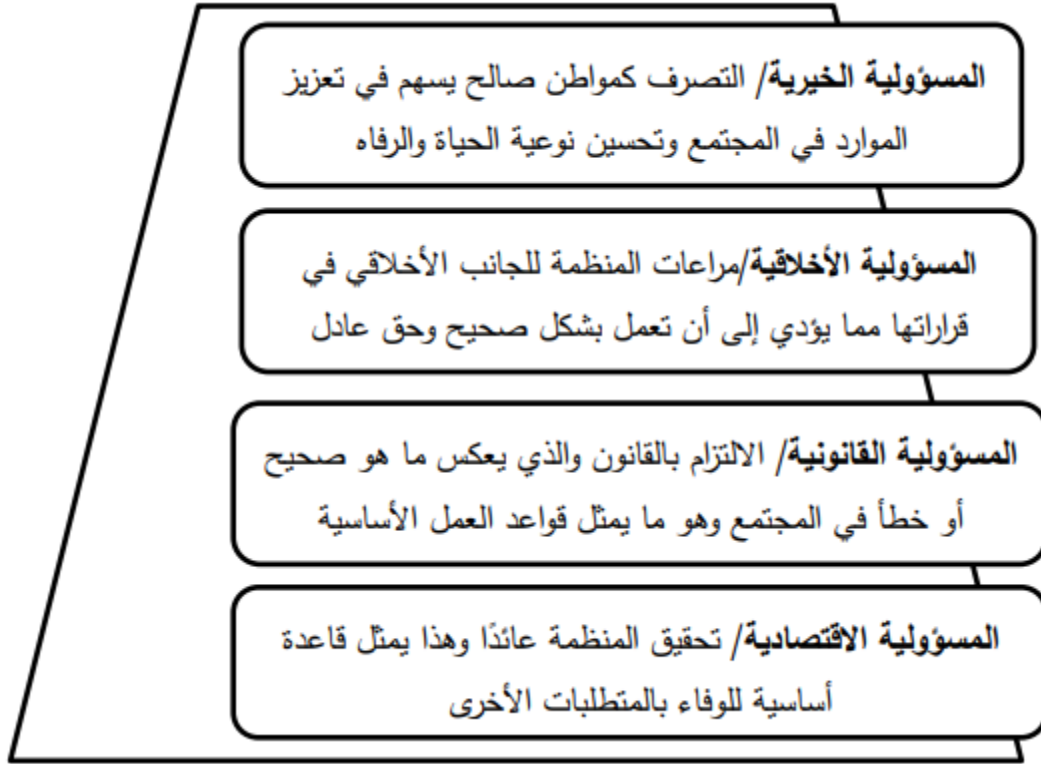 المسؤولية الخيرية/ التصرف كمواطن صالح يسهم في تعزيز
الموارد في المجتمع وتحسين نوعية الحياة والرفاه
المسؤولية الأخلاقية/مراعات المنظمة للجانب الأخلاقي في
قراراتها مما يؤدي إلى أن تعمل بشكل صحيح وحق عادل
المسؤولية القانونية/ الالتزام بالقانون والذي يعكس ما هو صحيح
أو خطأ في المجتمع وهو ما يمثل قواعد العمل الأساسية
المسؤولية الاقتصادية/ تحقيق المنظمة عائدًا وهذا يمثل قاعدة
أساسية للوفاء بالمتطلبات الأخرى